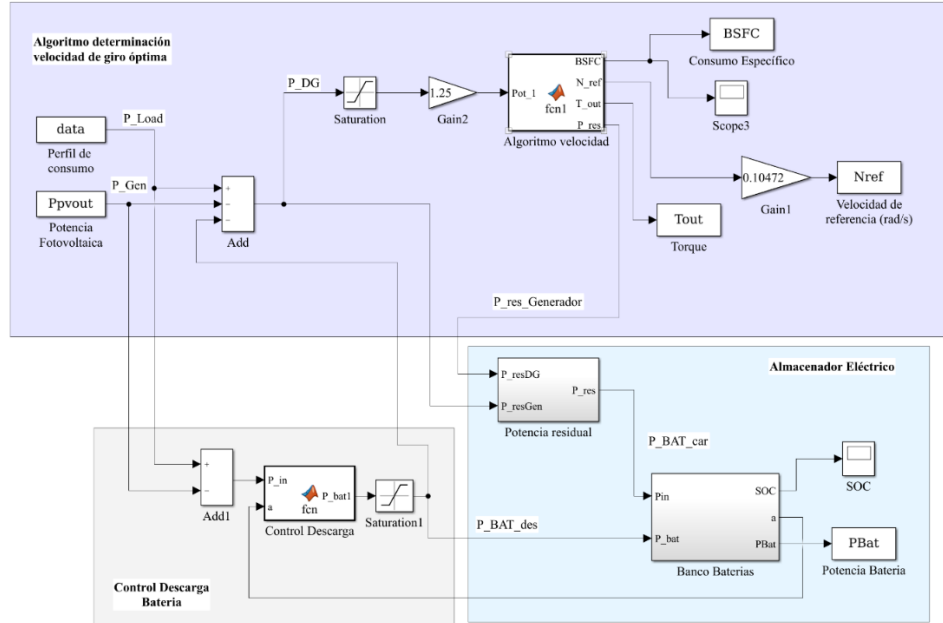 Algoritmo determinación
velocidad de giro óptima
BSFC
Consumo Específico
P_DG
Saturation
1.25
Gain2
Pot_1
fcn1
BSFC
N_ref
T_out
P_res
Algoritmo velocidad
Scope3
data
Perfil de
consumo
P_Load
P_Gen
Ppvout
Potencia
Fotovoltaica
+
−
−
Add
0.10472
Gain1
Nref
Velocidad de
referencia (rad/s)
Tout
Torque
P_res_Generador
Almacenador Eléctrico
P_resDG
P_resGen
P_res
Potencia residual
P_BAT_car
+
−
Add1
P_in
a
fcn
P_bat1
Control Descarga
Saturation1
P_BAT_des
Pin
P_bat
SOC
a
PBat
Banco Baterias
SOC
PBat
Potencia Bateria
Control Descarga
Bateria